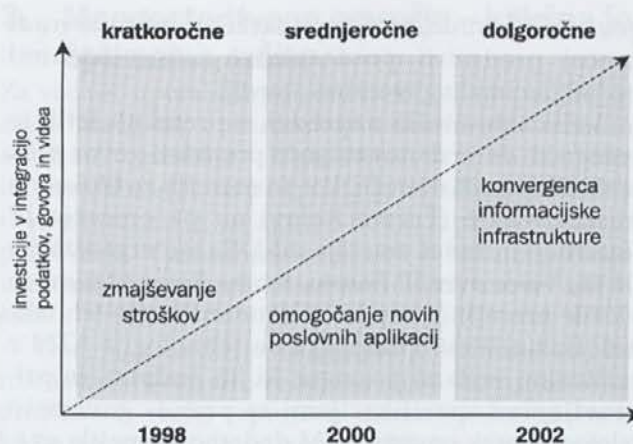 kratkoročne srednjeročne dolgoročne
Investicije v integracijo
podatkov, govora in videa
konvergenca
informacijske
infrastrukture
zmajševanje
stroškov
omogočanje novih
poslovnih aplikacij
1998 2000 2002